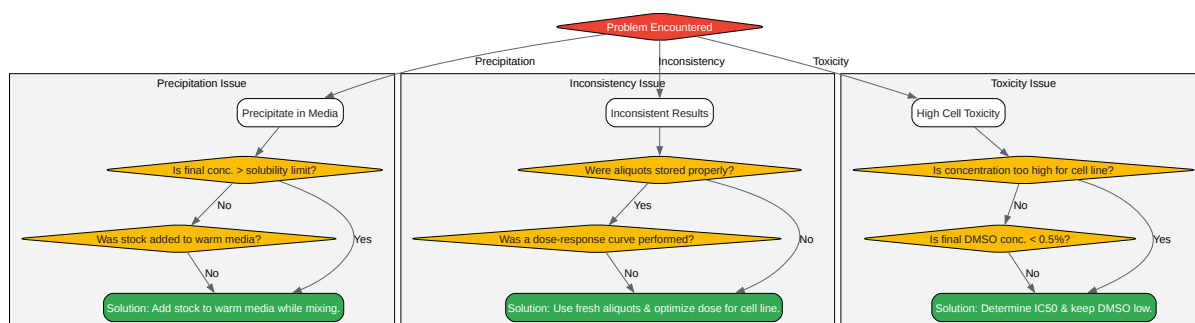 Problem Encountered
Precipitation
Inconsistency
Toxicity
Precipitation Issue
Inconsistency Issue
Toxicity Issue
Precipitate in Media
Inconsistent Results
High Cell Toxicity
Is final conc. > solubility limit?
Were aliquots stored properly?
Is concentration too high for cell line?
No
Yes
No
Was stock added to warm media?
Yes
Was a dose-response curve performed?
No
Is final DMSO conc. < 0.5%?
Yes
No
No
No
Solution: Add stock to warm media while mixing.
Solution: Use fresh aliquots & optimize dose for cell line.
Solution: Determine IC50 & keep DMSO low.